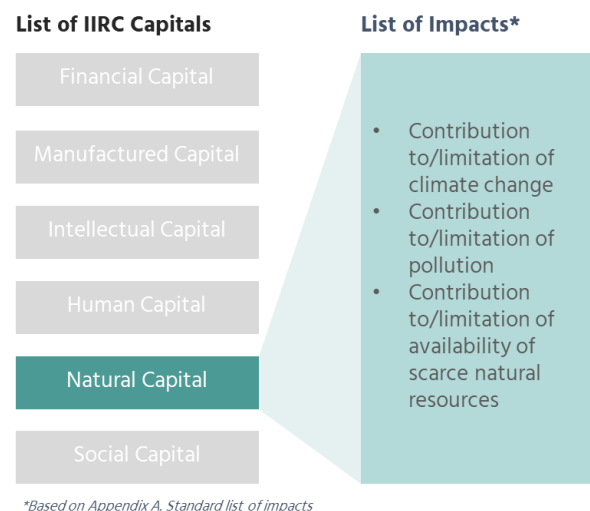 List of IIRC Capitals
Financial Capital
Manufactured Capital
Intellectual Capital
Human Capital
Natural Capital
Social Capital
List of Impacts*
• Contribution
to/limitation of
climate change
• Contribution
to/limitation of
pollution
• Contribution
to/limitation of
availability of
scarce natural
resources
*Based on Appendix A. Standard list of impacts